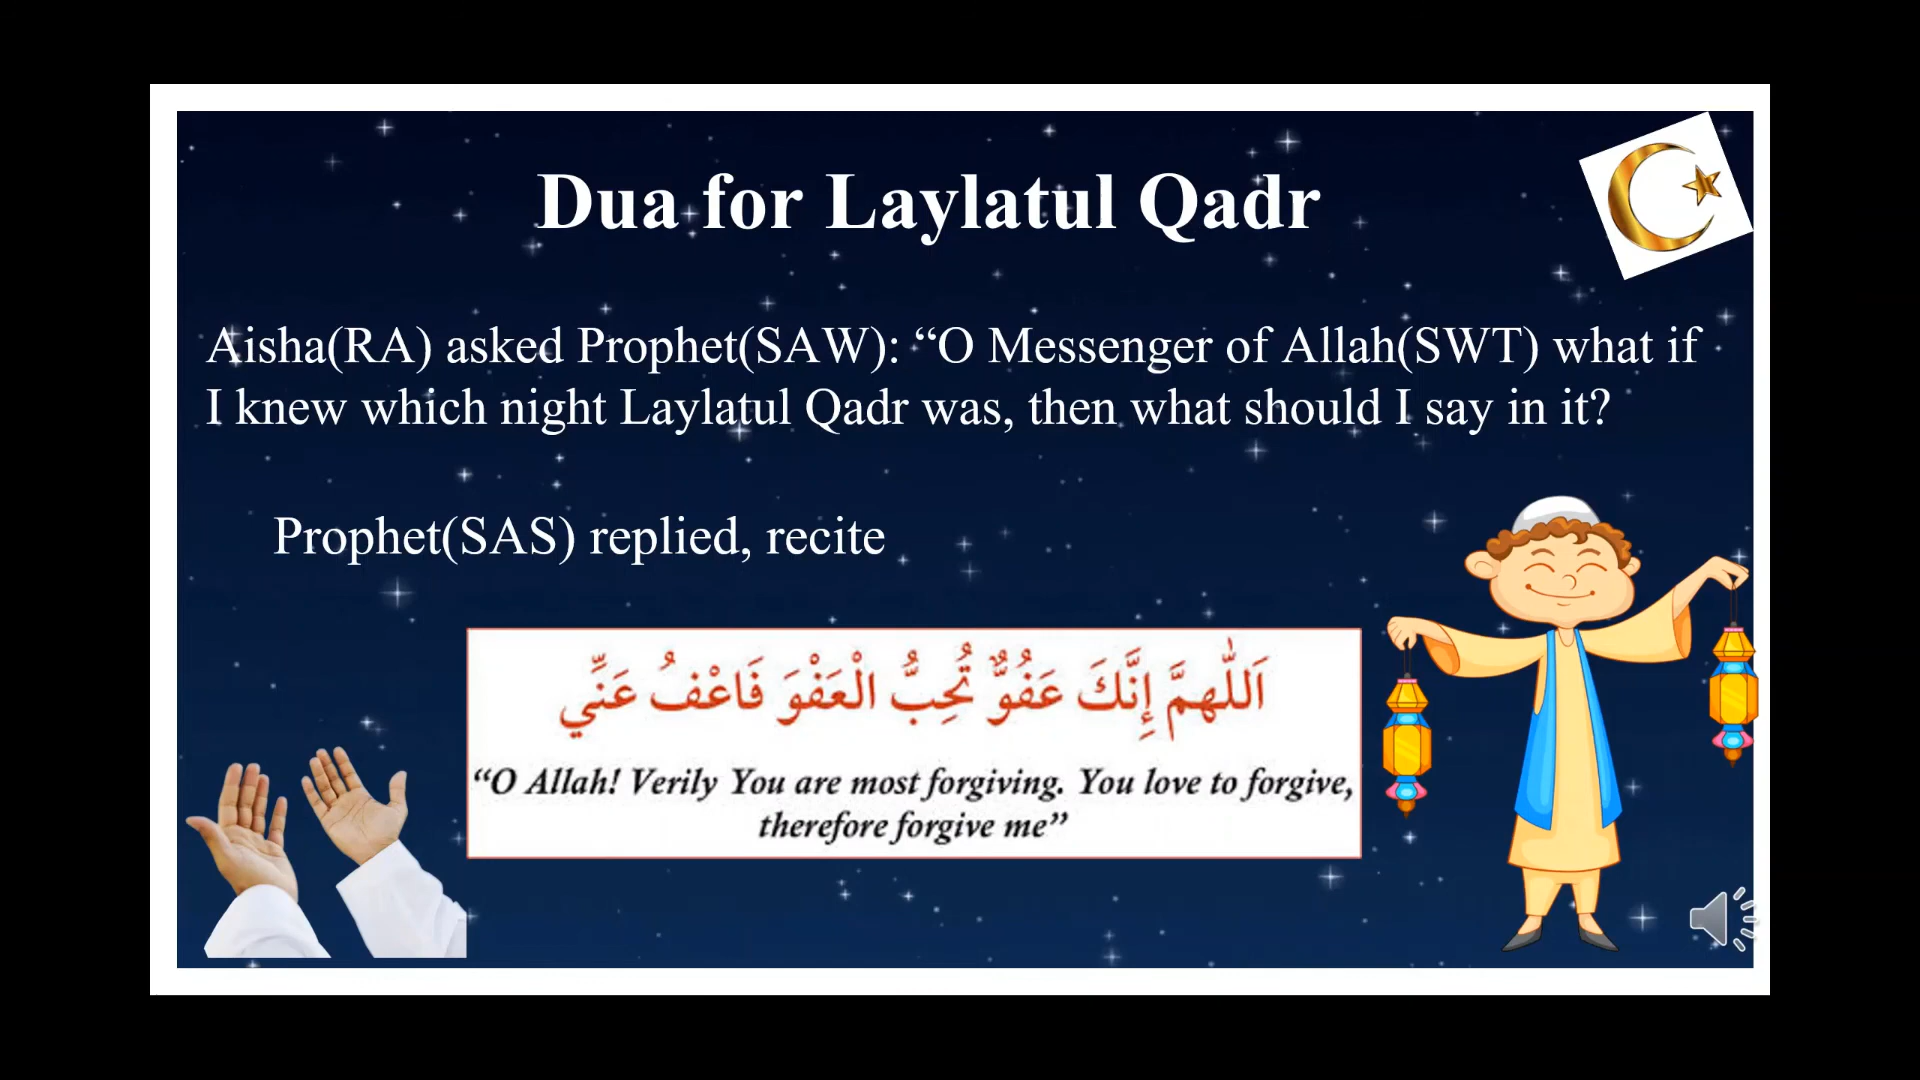 Dua for Laylatul Qadr
Aisha(RA) asked Prophet(SAW): “O Messenger of Allah(SWT) what if
I knew which night Laylatul Qadr was, then what should I say in it?
Prophet(SAS) replied, recite
اَللّٰهمَّ إِنَّكَ عَفُوٌّ تُحِبُّ الْعَفْوَ فَاعْفُ عَنِّي
“O Allah! Verily You are most forgiving. You love to forgive,
therefore forgive me”